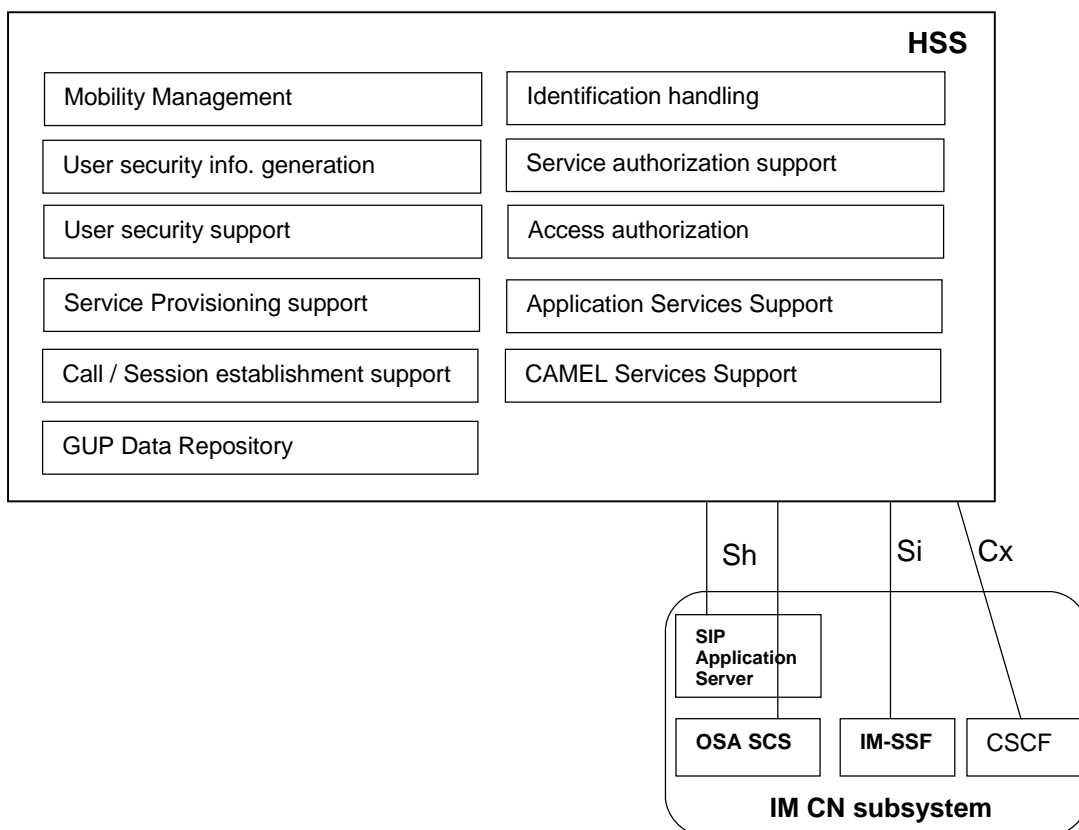 HSS
Mobility Management
Identification handling
User security info. generation
Service authorization support
User security support
Access authorization
Service Provisioning support
Application Services Support
Call / Session establishment support
CAMEL Services Support
GUP Data Repository
Sh
Si
Cx
SIP
Application
Server
OSA SCS
IM-SSF
CSCF
IM CN subsystem